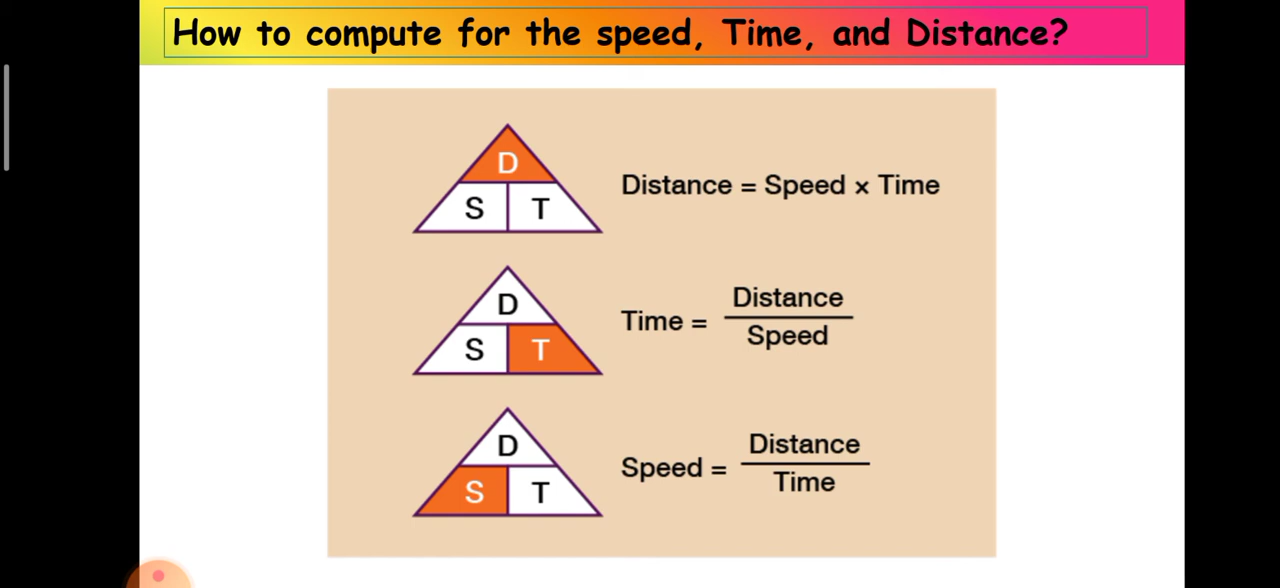 How to compute for the speed, Time, and Distance?
D
S T
Distance = Speed × Time
D
S T
Time = Distance
Speed
D
S T
Speed = Distance
Time